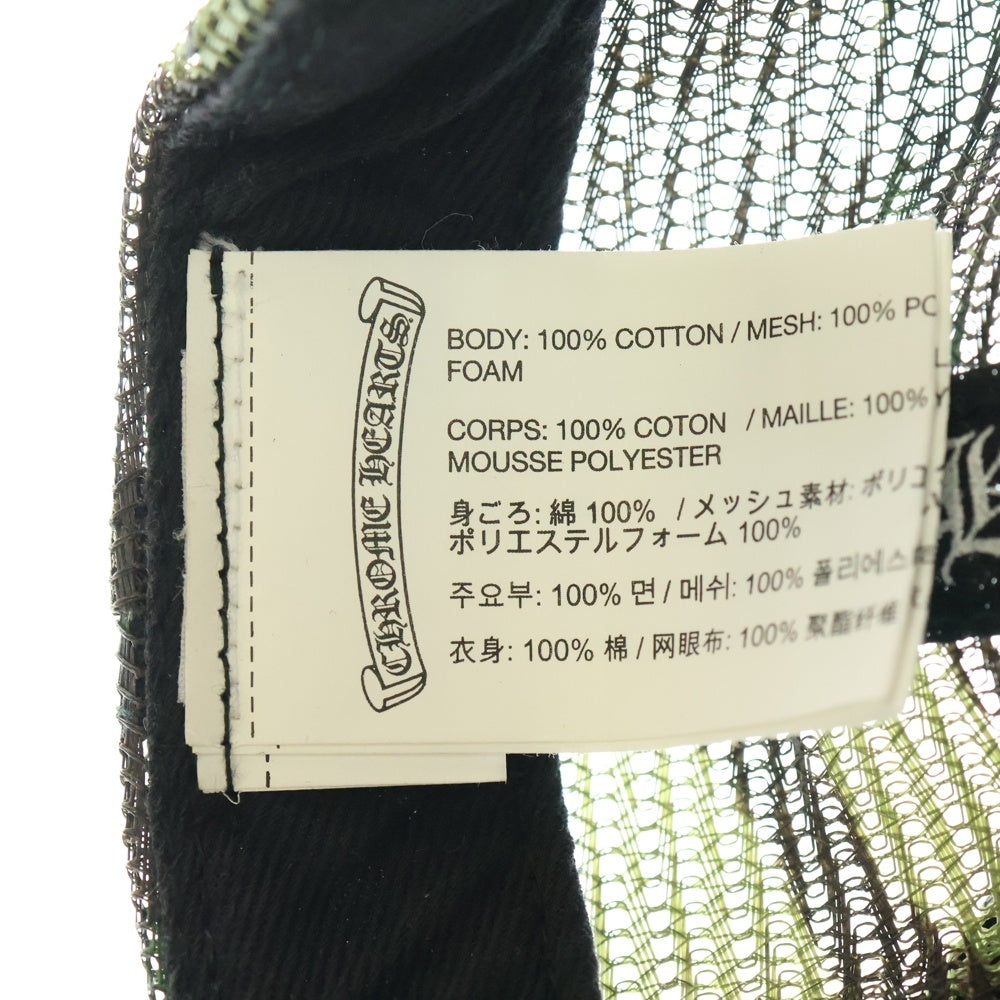 CHROME HEARTS
BODY: 100% COTTON / MESH: 100%
FOAM
CORPS: 100% COTON / MAILLE: 100%
MOUSSE POLYESTER
身ごろ: 綿 100% / メッシュ素材: ポリエ
ポリエステルフォーム 100%
주요부: 100% 면 / 메쉬: 100% 폴리에스
衣身: 100% 棉 / 网眼布: 100% 聚酯纤维